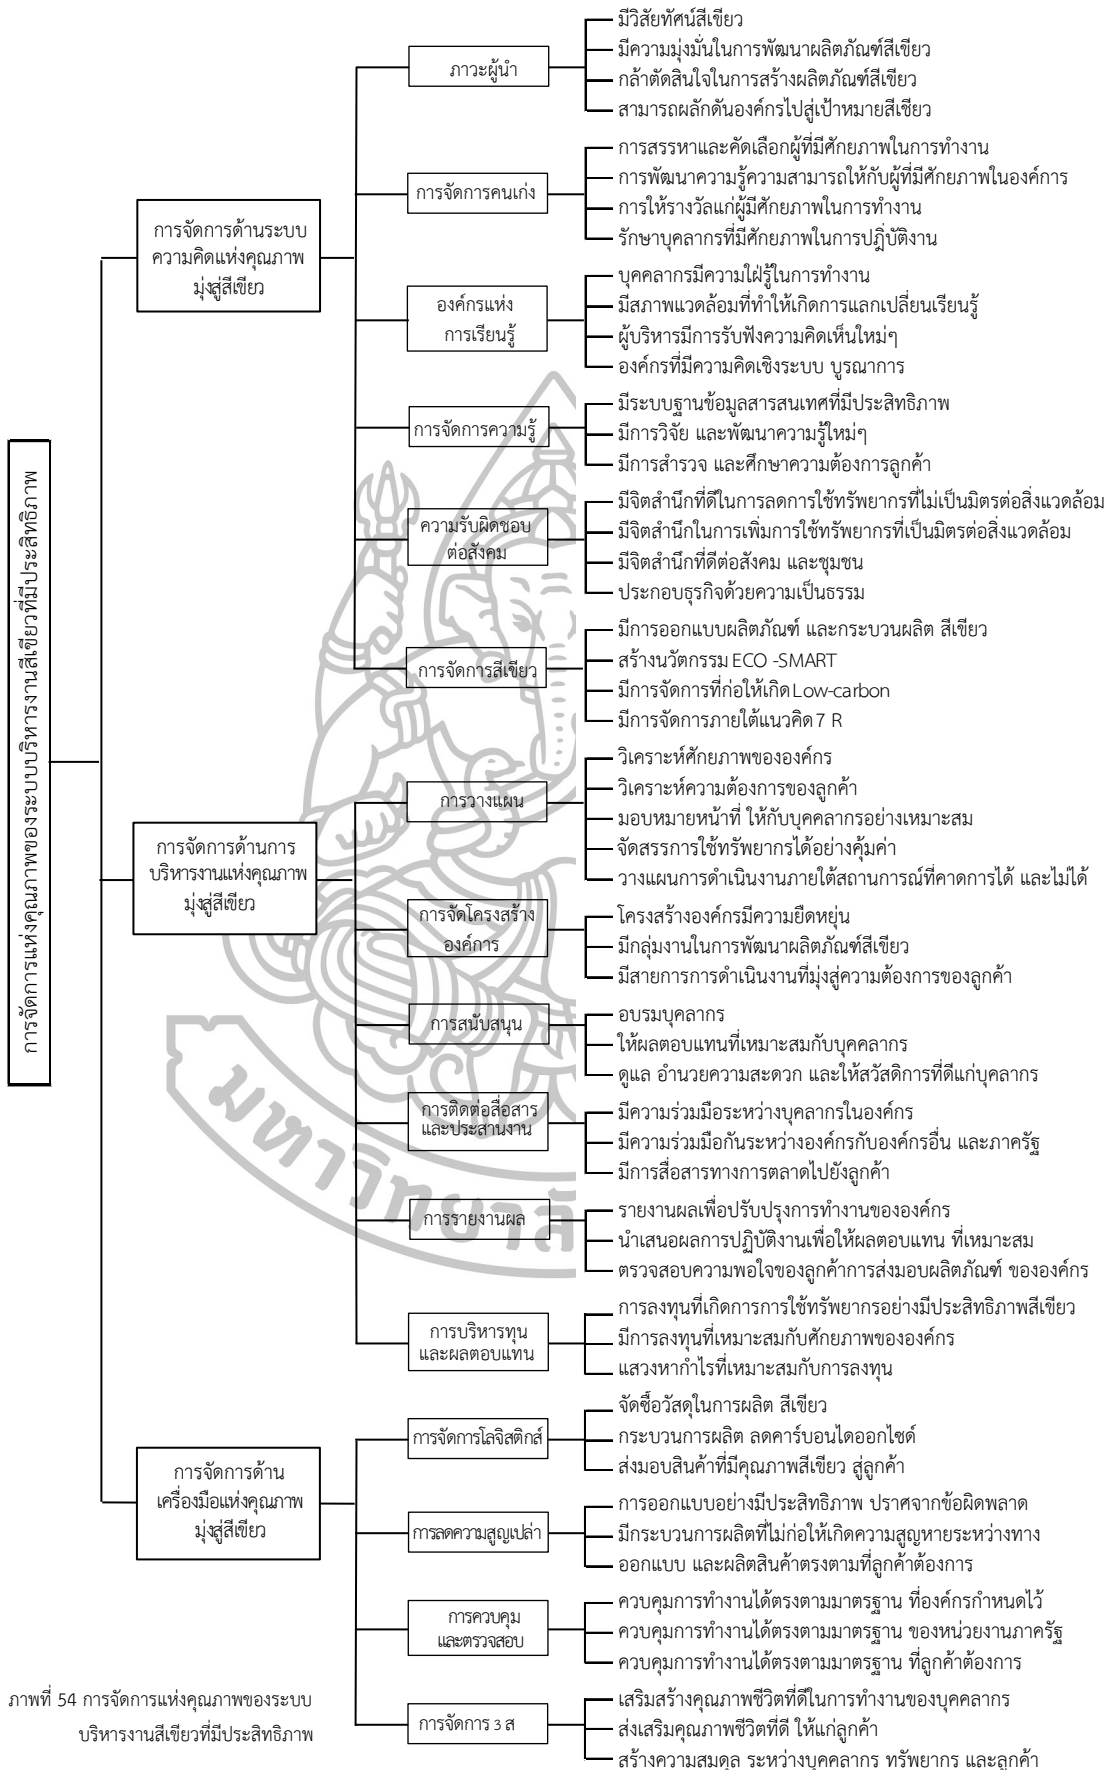 การจัดการแห่งคุณภาพของระบบบริหารงานสีเขียวที่มีประสิทธิภาพ
การจัดการด้านระบบ
ความคิดแห่งคุณภาพ
มุ่งสู่สีเขียว
ภาวะผู้นำ
มีวิสัยทัศน์สีเขียว
มีความมุ่งมั่นในการพัฒนาผลิตภัณฑ์สีเขียว
กล้าตัดสินใจในการสร้างผลิตภัณฑ์สีเขียว
สามารถผลักดันองค์กรไปสู่เป้าหมายสีเชียว
การจัดการคนเก่ง
การสรรหาและคัดเลือกผู้ที่มีศักยภาพในการทำงาน
การพัฒนาความรู้ความสามารถให้กับผู้ที่มีศักยภาพในองค์การ
การให้รางวัลแก่ผู้มีศักยภาพในการทำงาน
รักษาบุคลากรที่มีศักยภาพในการปฎิบัติงาน
องค์กรแห่ง
การเรียนรู้
บุคคลากรมีความใฝ่รู้ในการทำงาน
มีสภาพแวดล้อมที่ทำให้เกิดการแลกเปลี่ยนเรียนรู้
ผู้บริหารมีการรับฟังความคิดเห็นใหม่ๆ
องค์กรที่มีความคิดเชิงระบบ บูรณาการ
การจัดการความรู้
มีระบบฐานข้อมูลสารสนเทศที่มีประสิทธิภาพ
มีการวิจัย และพัฒนาความรู้ใหม่ๆ
มีการสำรวจ และศึกษาความต้องการลูกค้า
ความรับผิดชอบ
ต่อสังคม
มีจิตสำนึกที่ดีในการลดการใช้ทรัพยากรที่ไม่เป็นมิตรต่อสิ่งแวดล้อม
มีจิตสำนึกในการเพิ่มการใช้ทรัพยากรที่เป็นมิตรต่อสิ่งแวดล้อม
มีจิตสำนึกที่ดีต่อสังคม และชุมชน
ประกอบธุรกิจด้วยความเป็นธรรม
การจัดการสีเขียว
มีการออกแบบผลิตภัณฑ์ และกระบวนผลิต สีเขียว
สร้างนวัตกรรม ECO -SMART
มีการจัดการที่ก่อให้เกิด Low-carbon
มีการจัดการภายใต้แนวคิด 7 R
การจัดการด้านการ
บริหารงานแห่งคุณภาพ
มุ่งสู่สีเขียว
การวางแผน
วิเคราะห์ศักยภาพขององค์กร
วิเคราะห์ความต้องการของลูกค้า
มอบหมายหน้าที่ ให้กับบุคคลากรอย่างเหมาะสม
จัดสรรการใช้ทรัพยากรได้อย่างคุ้มค่า
วางแผนการดำเนินงานภายใต้สถานการณ์ที่คาดการได้ และไม่ได้
การจัดโครงสร้าง
องค์การ
โครงสร้างองค์กรมีความยืดหยุ่น
มีกลุ่มงานในการพัฒนาผลิตภัณฑ์สีเขียว
มีสายการการดำเนินงานที่มุ่งสู่ความต้องการของลูกค้า
การสนับสนุน
อบรมบุคลากร
ให้ผลตอบแทนที่เหมาะสมกับบุคคลากร
ดูแล อำนวยความสะดวก และให้สวัสดิการที่ดีแก่บุคลากร
การติดต่อสื่อสาร
และประสานงาน
มีความร่วมมือระหว่างบุคลากรในองค์กร
มีความร่วมมือกันระหว่างองค์กรกับองค์กรอื่น และภาครัฐ
มีการสื่อสารทางการตลาดไปยังลูกค้า
การรายงานผล
รายงานผลเพื่อปรับปรุงการทำงานขององค์กร
นำเสนอผลการปฏิบัติงานเพื่อให้ผลตอบแทน ที่เหมาะสม
ตรวจสอบความพอใจของลูกค้าการส่งมอบผลิตภัณฑ์ ขององค์กร
การบริหารทุน
และผลตอบแทน
การลงทุนที่เกิดการการใช้ทรัพยากรอย่างมีประสิทธิภาพสีเขียว
มีการลงทุนที่เหมาะสมกับศักยภาพขององค์กร
แสวงหากำไรที่เหมาะสมกับการลงทุน
การจัดการด้าน
เครื่องมือแห่งคุณภาพ
มุ่งสู่สีเขียว
การจัดการโลจิสติกส์
จัดซื้อวัสดุในการผลิต สีเขียว
กระบวนการผลิต ลดคาร์บอนไดออกไซด์
ส่งมอบสินค้าที่มีคุณภาพสีเขียว สู่ลูกค้า
การลดความสูญเปล่า
การออกแบบอย่างมีประสิทธิภาพ ปราศจากข้อผิดพลาด
มีกระบวนการผลิตที่ไม่ก่อให้เกิดความสูญหายระหว่างทาง
ออกแบบ และผลิตสินค้าตรงตามที่ลูกค้าต้องการ
การควบคุม
และตรวจสอบ
ควบคุมการทำงานได้ตรงตามมาตรฐาน ที่องค์กรกำหนดไว้
ควบคุมการทำงานได้ตรงตามมาตรฐาน ของหน่วยงานภาครัฐ
ควบคุมการทำงานได้ตรงตามมาตรฐาน ที่ลูกค้าต้องการ
การจัดการ 3 ส
เสริมสร้างคุณภาพชีวิตที่ดีในการทำงานของบุคคลากร
ส่งเสริมคุณภาพชีวิตที่ดี ให้แก่ลูกค้า
สร้างความสมดุล ระหว่างบุคคลากร ทรัพยากร และลูกค้า
ภาพที่ 54 การจัดการแห่งคุณภาพของระบบ
บริหารงานสีเขียวที่มีประสิทธิภาพ
มหาวิทยาลั